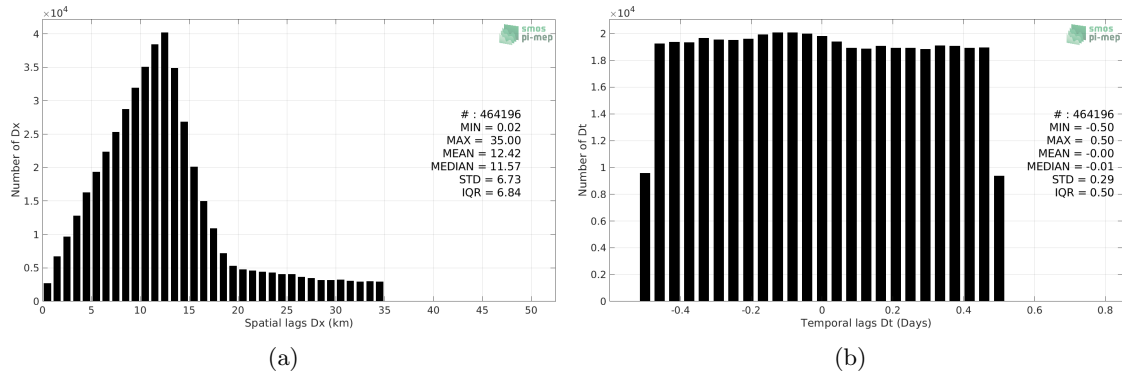 ×10⁴
4
3.5
3
2.5
2
1.5
1
0.5
0
0 5 10 15 20 25 30 35 40 45 50
Number of Dx
Spatial lags Dx (km)
smos
pi-mep
# : 464196
MIN = 0.02
MAX = 35.00
MEAN = 12.42
MEDIAN = 11.57
STD = 6.73
IQR = 6.84
(a)
×10⁴
2
1.8
1.6
1.4
1.2
1
0.8
0.6
0.4
0.2
0
-0.4 -0.2 0 0.2 0.4 0.6 0.8
Number of Dt
Temporal lags Dt (Days)
smos
pi-mep
# : 464196
MIN = -0.50
MAX = 0.50
MEAN = -0.00
MEDIAN = -0.01
STD = 0.29
IQR = 0.50
(b)